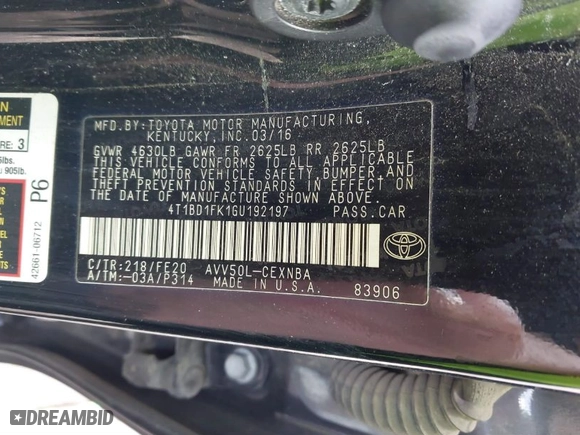 MFD. BY: TOYOTA MOTOR MANUFACTURING,
KENTUCKY, INC. 03/16
GVWR 4630LB GAWR FR 2625LB RR 2625LB
THIS VEHICLE CONFORMS TO ALL APPLICABLE
FEDERAL MOTOR VEHICLE SAFETY, BUMPER, AND
THEFT PREVENTION STANDARDS IN EFFECT ON
THE DATE OF MANUFACTURE SHOWN ABOVE.
4T1BD1FK1GU192197 PASS.CAR
C/TR:218/FE20 AVV50L-CEXNBA
A/TM:-03A/P314 MADE IN U.S.A. 83906
RE: 3
905lb.
P6
42661-06712
DREAMBID